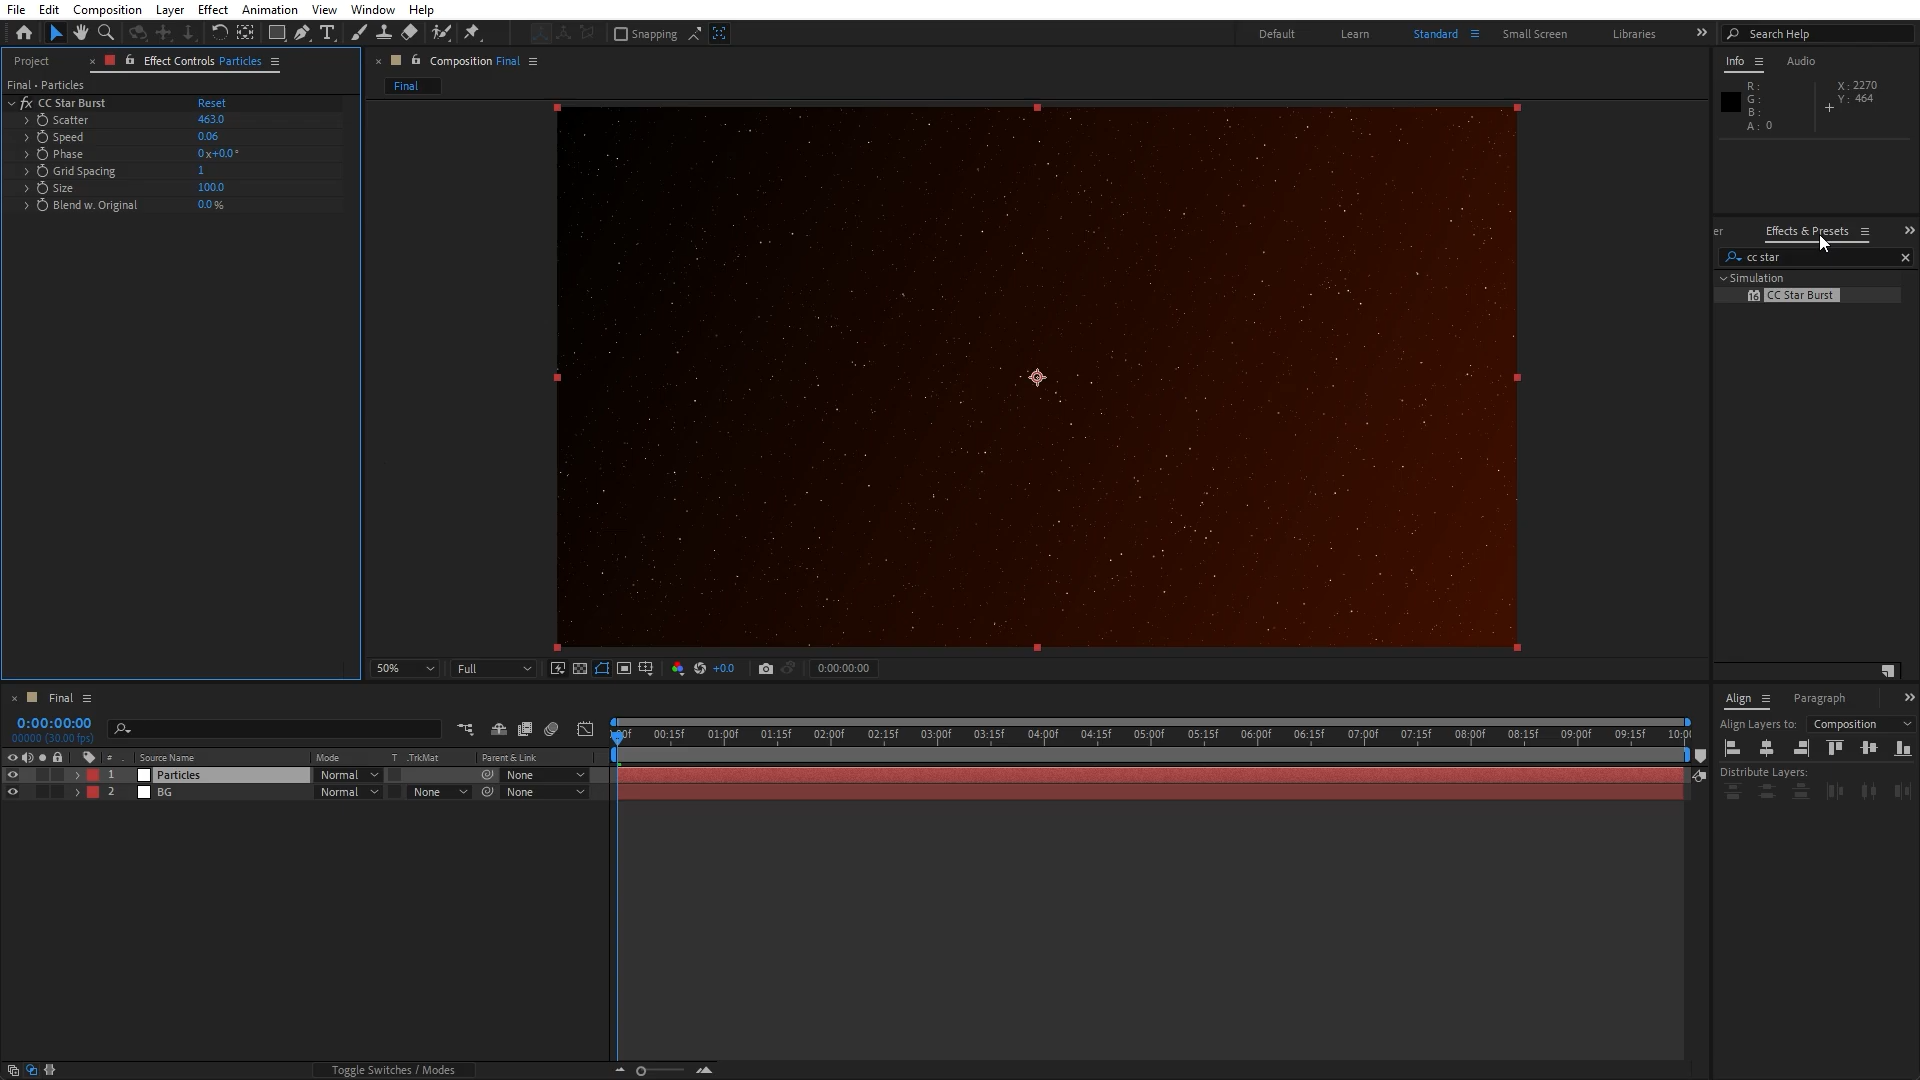 File Edit Composition Layer Effect Animation View Window Help
Snapping
Default Learn Standard Small Screen Libraries
Search Help
Project × Effect Controls Particles
Final • Particles
fx CC Star Burst Reset
Scatter 463.0
Speed 0.06
Phase 0x+0.0°
Grid Spacing 1
Size 100.0
Blend w. Original 0.0 %
× Composition Final
Final
50% Full +0.0 0:00:00:00
Info Audio
R :
G :
B :
A : 0
X : 2270
Y : 464
er Effects & Presets
cc star
Simulation
16 CC Star Burst
× Final
0:00:00:00
00000 (30.00 fps)
# . Source Name Mode T .TrkMat Parent & Link
1 Particles Normal None
2 BG Normal None None
:00f 00:15f 01:00f 01:15f 02:00f 02:15f 03:00f 03:15f 04:00f 04:15f 05:00f 05:15f 06:00f 06:15f 07:00f 07:15f 08:00f 08:15f 09:00f 09:15f 10:00
Toggle Switches / Modes
Align Paragraph
Align Layers to: Composition
Distribute Layers: